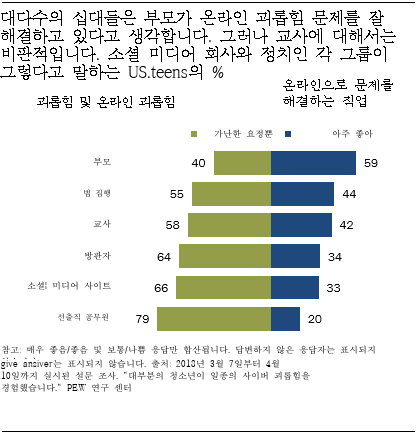 대다수의 십대들은 부모가 온라인 괴롭힘 문제를 잘
해결하고 있다고 생각합니다. 그러나 교사에 대해서는
비판적입니다. 소셜 미디어 회사와 정치인 각 그룹이
그렇다고 말하는 US.teens의 %
괴롭힘 및 온라인 괴롭힘
온라인으로 문제를
해결하는 직업
가난한 요정뿐
아주 좋아
부모 40 59
법 집행 55 44
교사 58 42
방관자 64 34
소셜 미디어 사이트 66 33
선출직 공무원 79 20
참고: 매우 좋음/좋음 및 보통/나쁨 응답만 합산됩니다. 답변하지 않은 응답자는 표시되지
give answer는 표시되지 않습니다. 출처: 2018년 3월 7일부터 4월
10일까지 실시된 설문 조사. "대부분의 청소년이 일종의 사이버 괴롭힘을
경험했습니다." PEW 연구 센터